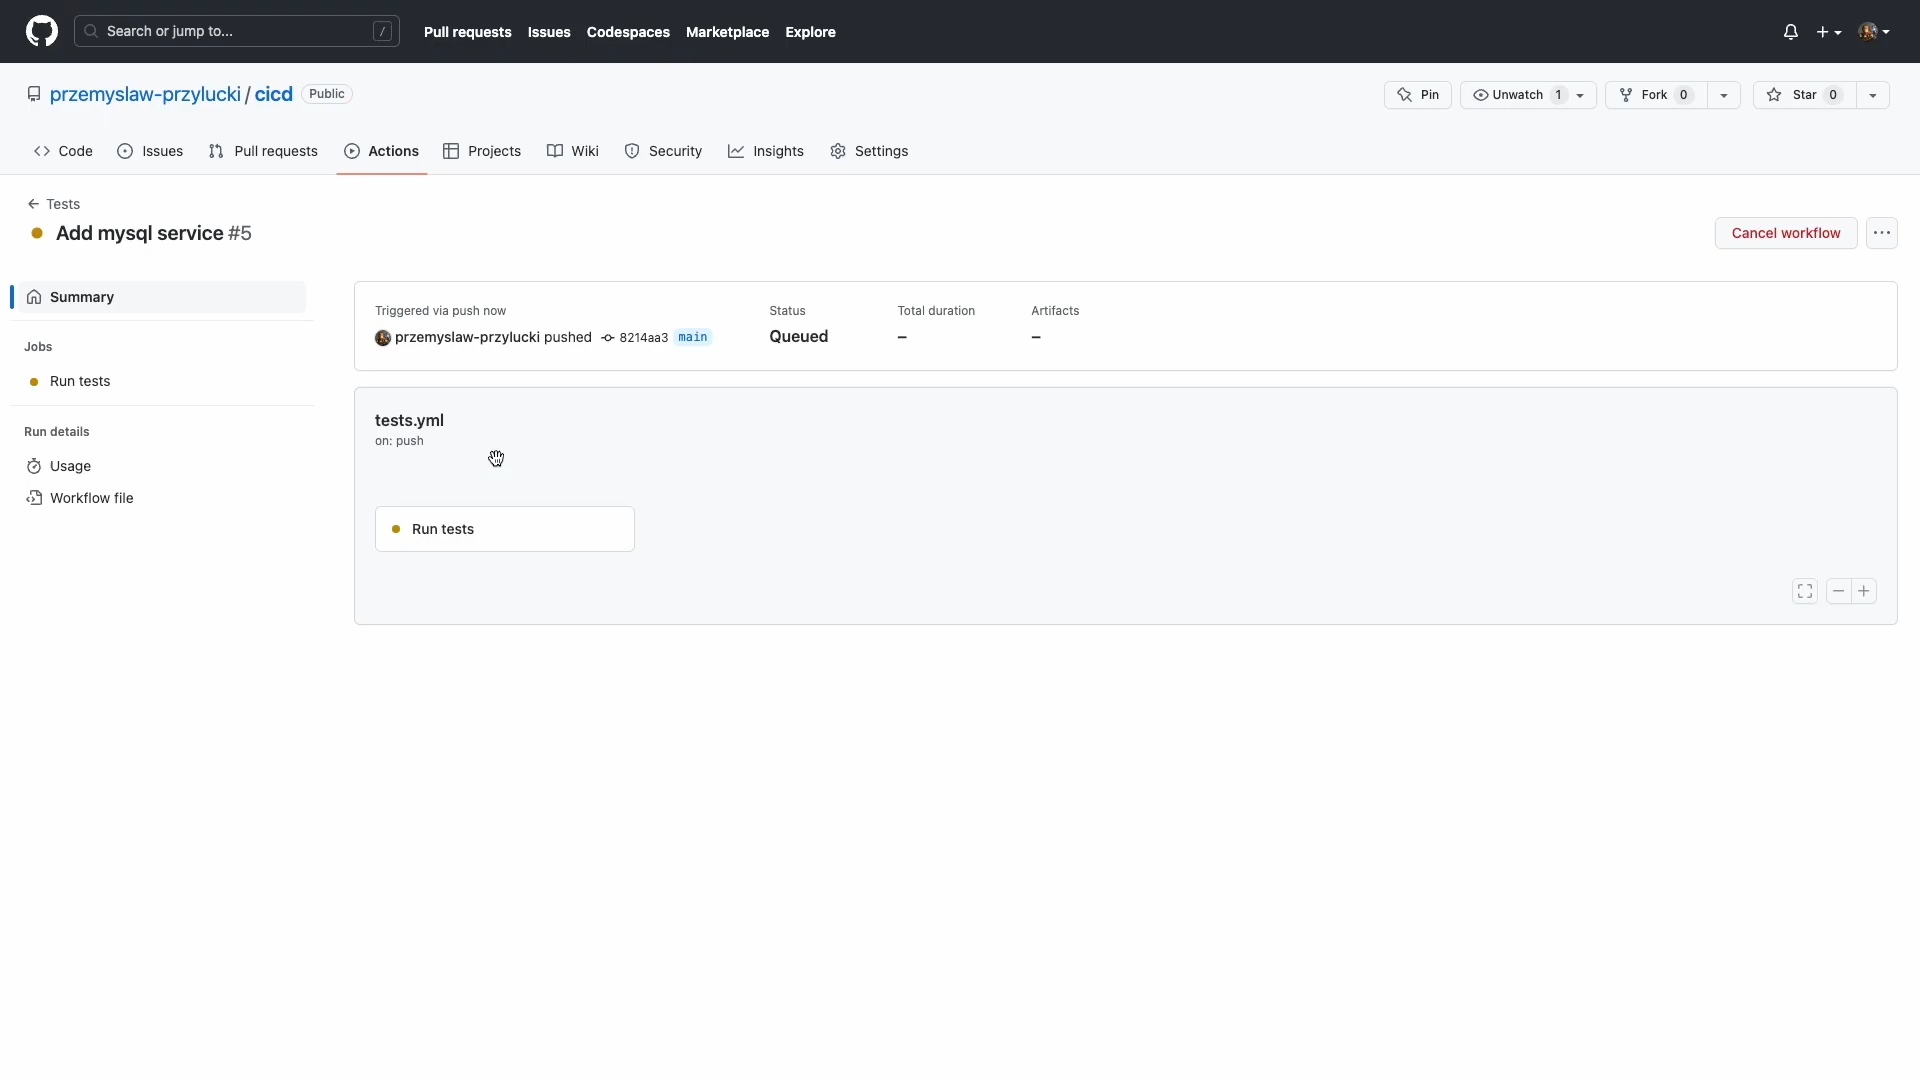 Search or jump to... /
Pull requests Issues Codespaces Marketplace Explore
przemyslaw-przylucki / cicd Public
Pin Unwatch 1 Fork 0 Star 0
Code Issues Pull requests Actions Projects Wiki Security Insights Settings
Tests
Add mysql service #5
Cancel workflow
Summary
Jobs
Run tests
Run details
Usage
Workflow file
Triggered via push now
przemyslaw-przylucki pushed 8214aa3 main
Status
Queued
Total duration
–
Artifacts
–
tests.yml
on: push
Run tests